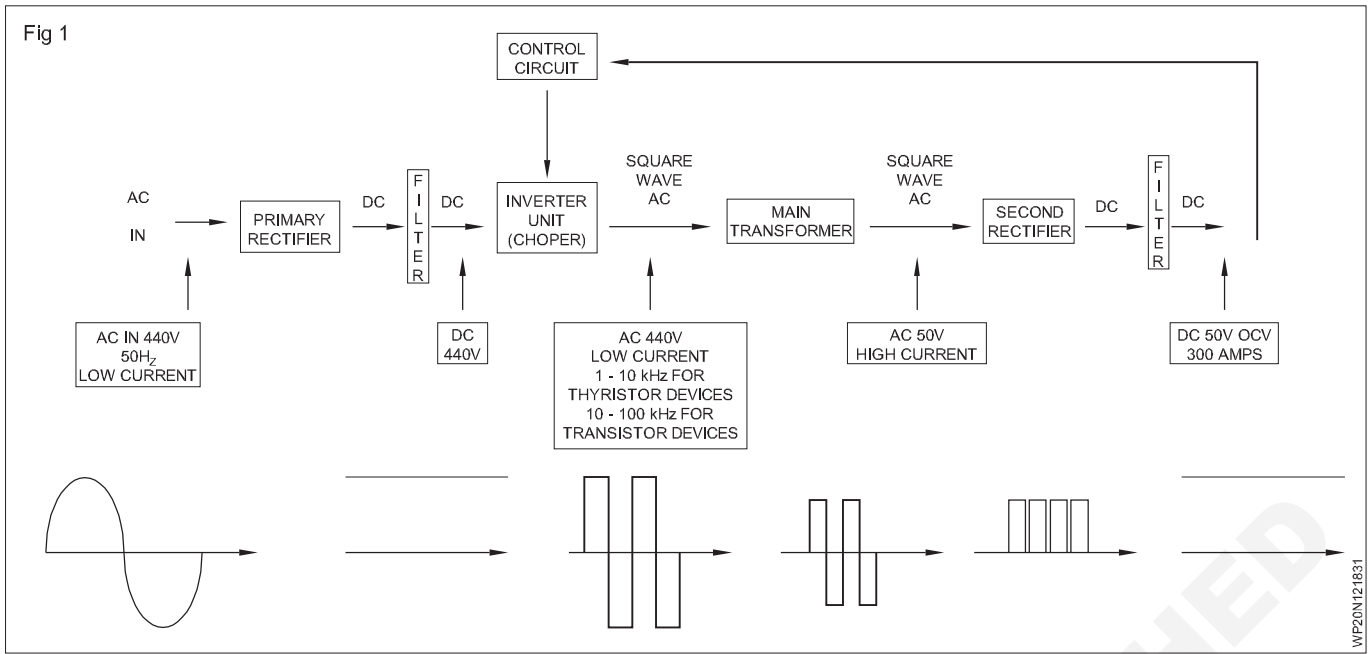 Fig 1
CONTROL
CIRCUIT
AC
IN
PRIMARY
RECTIFIER
DC
FILTER
DC
INVERTER
UNIT
(CHOPER)
SQUARE
WAVE
AC
MAIN
TRANSFORMER
SQUARE
WAVE
AC
SECOND
RECTIFIER
DC
FILTER
DC
AC IN 440V
50Hz
LOW CURRENT
DC
440V
AC 440V
LOW CURRENT
1 - 10 kHz FOR
THYRISTOR DEVICES
10 - 100 kHz FOR
TRANSISTOR DEVICES
AC 50V
HIGH CURRENT
DC 50V OCV
300 AMPS
WP20N121831
HED